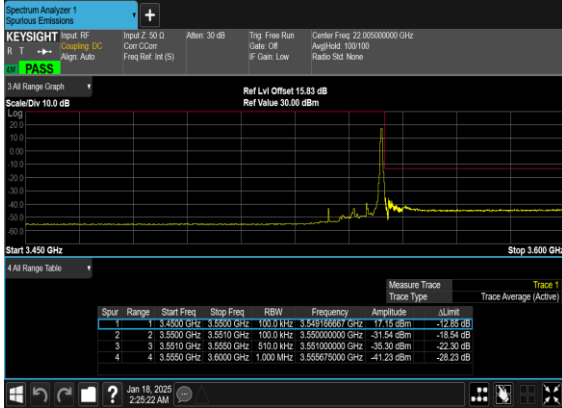 Spectrum Analyzer 1
Spurious Emissions
+
KEYSIGHT Input: RF Input Z: 50 Ω Atten: 30 dB Trig: Free Run Center Freq: 22.005000000 GHz
R T Coupling: DC Corr CCorr Gate: Off Avg|Hold: 100/100
Align: Auto Freq Ref: Int (S) IF Gain: Low Radio Std: None
PASS
3 All Range Graph
Ref Lvl Offset 15.83 dB
Scale/Div 10.0 dB Ref Value 30.00 dBm
Log
20.0
10.0
0.00
-10.0
-20.0
-30.0
-40.0
-50.0
-60.0
Start 3.450 GHz Stop 3.600 GHz
4 All Range Table
Measure Trace Trace 1
Trace Type Trace Average (Active)
Spur Range Start Freq Stop Freq RBW Frequency Amplitude ΔLimit
1 1 3.4500 GHz 3.5500 GHz 100.0 kHz 3.549166667 GHz 17.15 dBm -12.85 dB
2 2 3.5500 GHz 3.5510 GHz 100.0 kHz 3.550000000 GHz -31.54 dBm -18.54 dB
3 3 3.5510 GHz 3.5550 GHz 510.0 kHz 3.551000000 GHz -35.30 dBm -22.30 dB
4 4 3.5550 GHz 3.6000 GHz 1.000 MHz 3.555675000 GHz -41.23 dBm -28.23 dB
?
Jan 18, 2025
2:25:22 AM